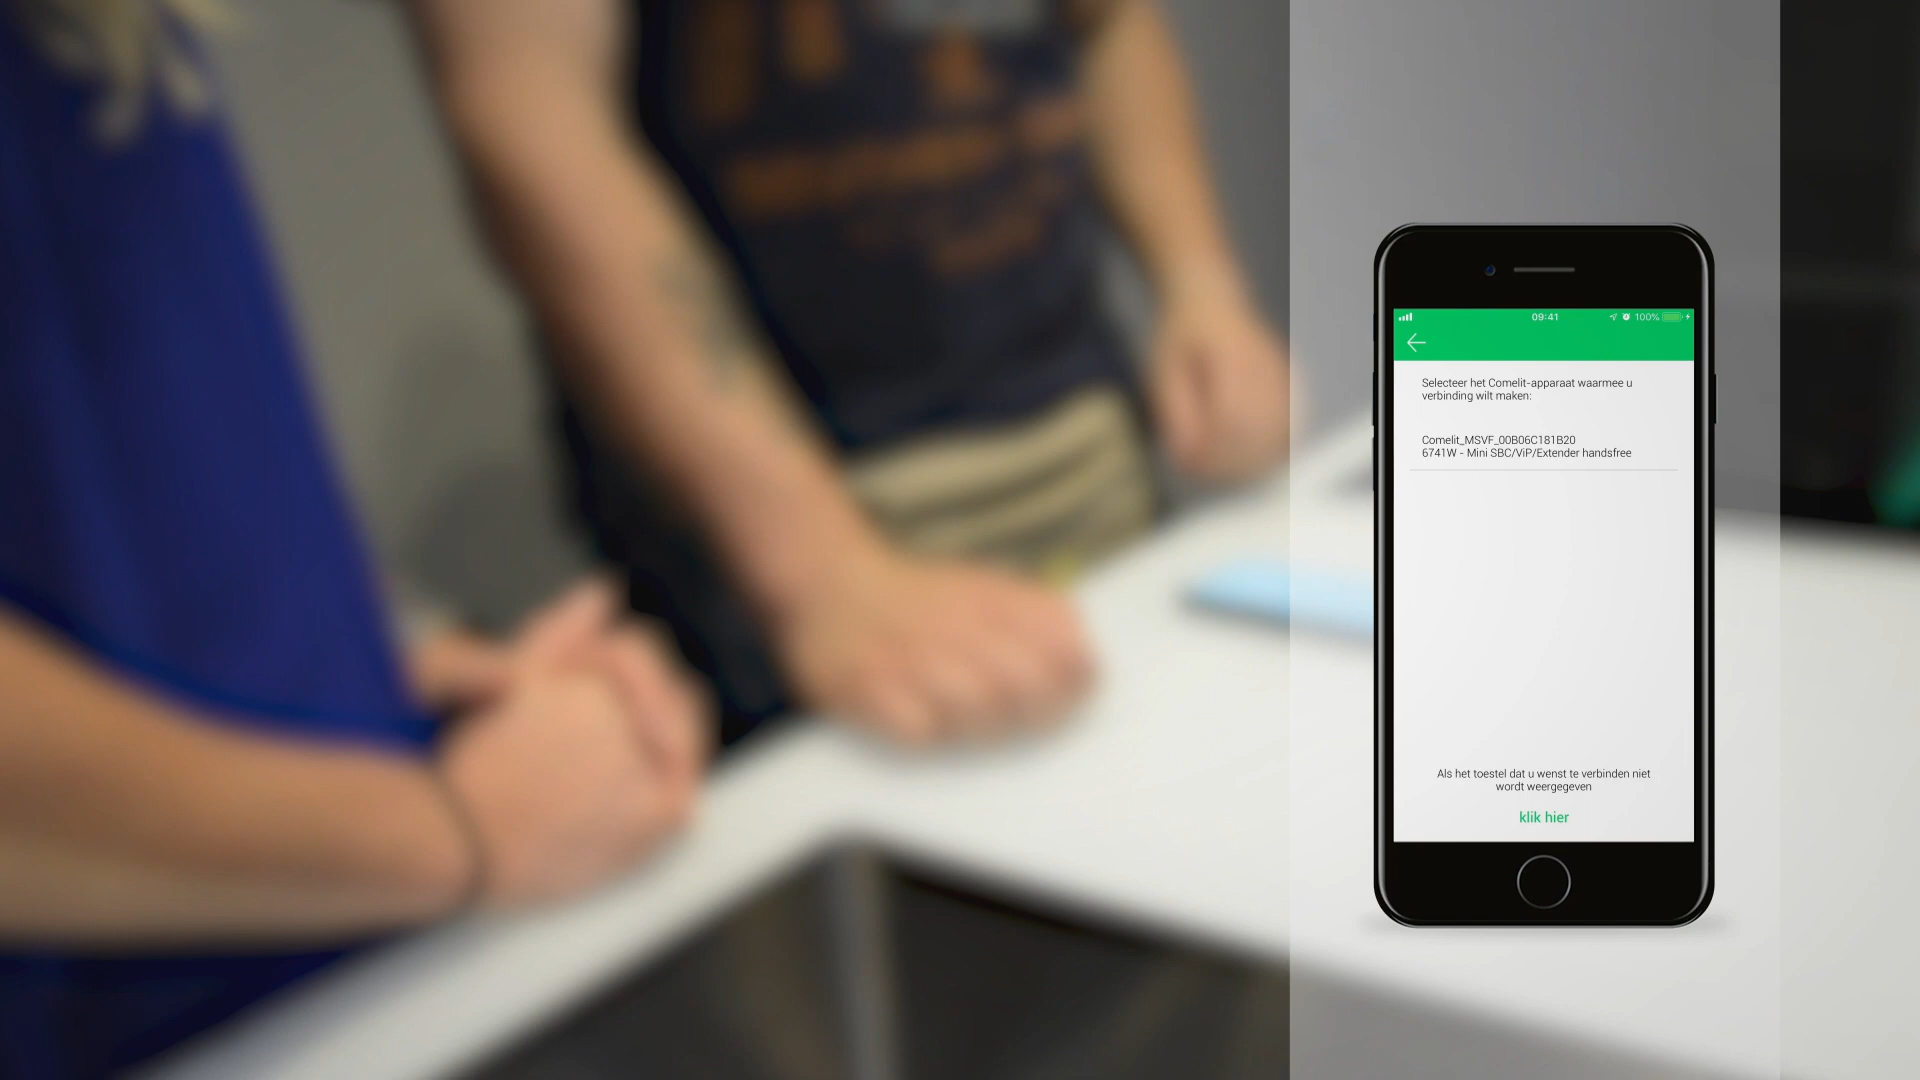 09:41
100%
Selecteer het Comelit-apparaat waarmee u
verbinding wilt maken:
Comelit_MSVF_00B06C181B20
6741W - Mini SBC/ViP/Extender handsfree
Als het toestel dat u wenst te verbinden niet
wordt weergegeven
klik hier